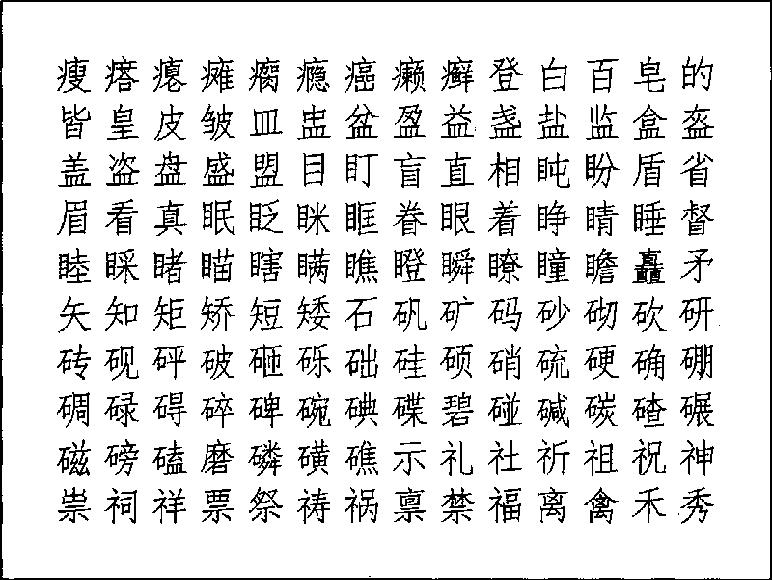 瘦瘩瘪瘫瘸瘾癌癞癣登白百皂的
皆皇皮皱皿盅盆盈益盏盐监盒盔
盖盗盘盛盟目盯盲直相盹盼盾省
眉看真眠眨眯眶眷眼着睁睛睡督
睦睬睹瞄瞎瞒瞧瞪瞬瞭瞳瞻矗矛
矢知矩矫短矮石矾矿码砂砌砍研
砖砚砰破砸砾础硅硕硝硫硬确硼
碉碌碍碎碑碗碘碟碧碰碱碳碴碾
磁磅磕磨磷磺礁示礼社祈祖祝神
祟祠祥票祭祷祸禀禁福离禽禾秀